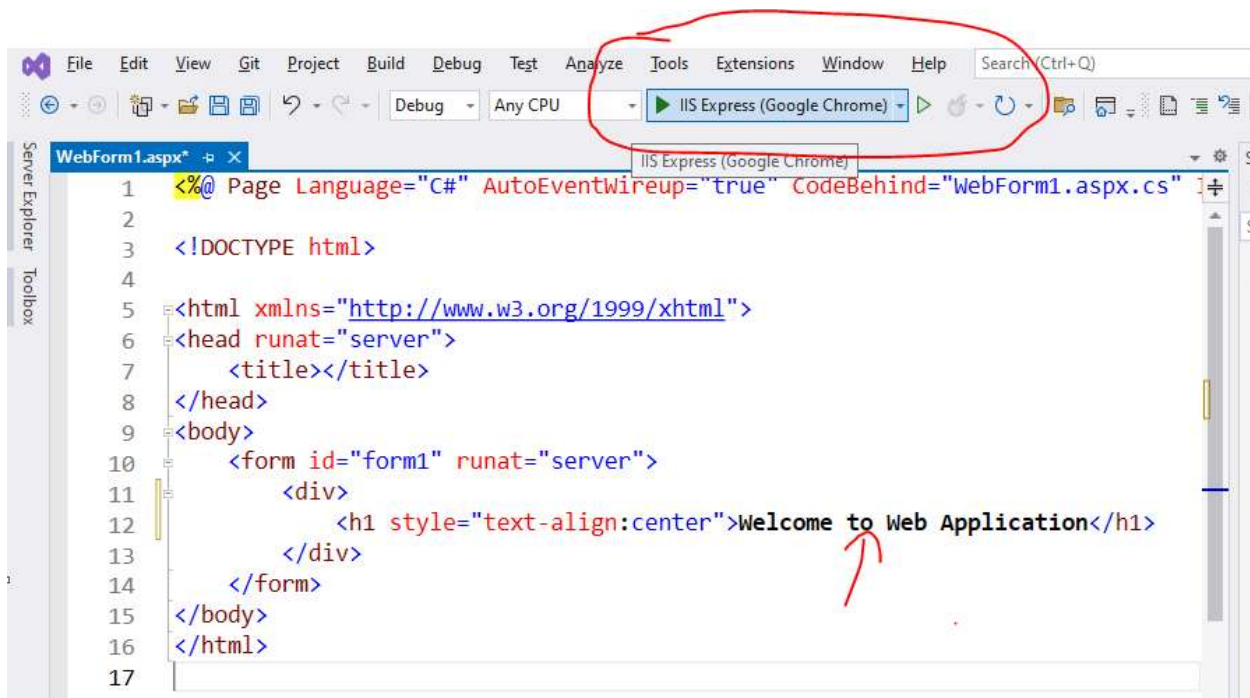 File Edit View Git Project Build Debug Test Analyze Tools Extensions Window Help Search (Ctrl+Q)
Debug Any CPU IIS Express (Google Chrome)
Server Explorer
Toolbox
WebForm1.aspx*
IIS Express (Google Chrome)
1 <%@ Page Language="C#" AutoEventWireup="true" CodeBehind="WebForm1.aspx.cs"
2
3 <!DOCTYPE html>
4
5 <html xmlns="http://www.w3.org/1999/xhtml">
6 <head runat="server">
7 <title></title>
8 </head>
9 <body>
10 <form id="form1" runat="server">
11 <div>
12 <h1 style="text-align:center">Welcome to Web Application</h1>
13 </div>
14 </form>
15 </body>
16 </html>
17